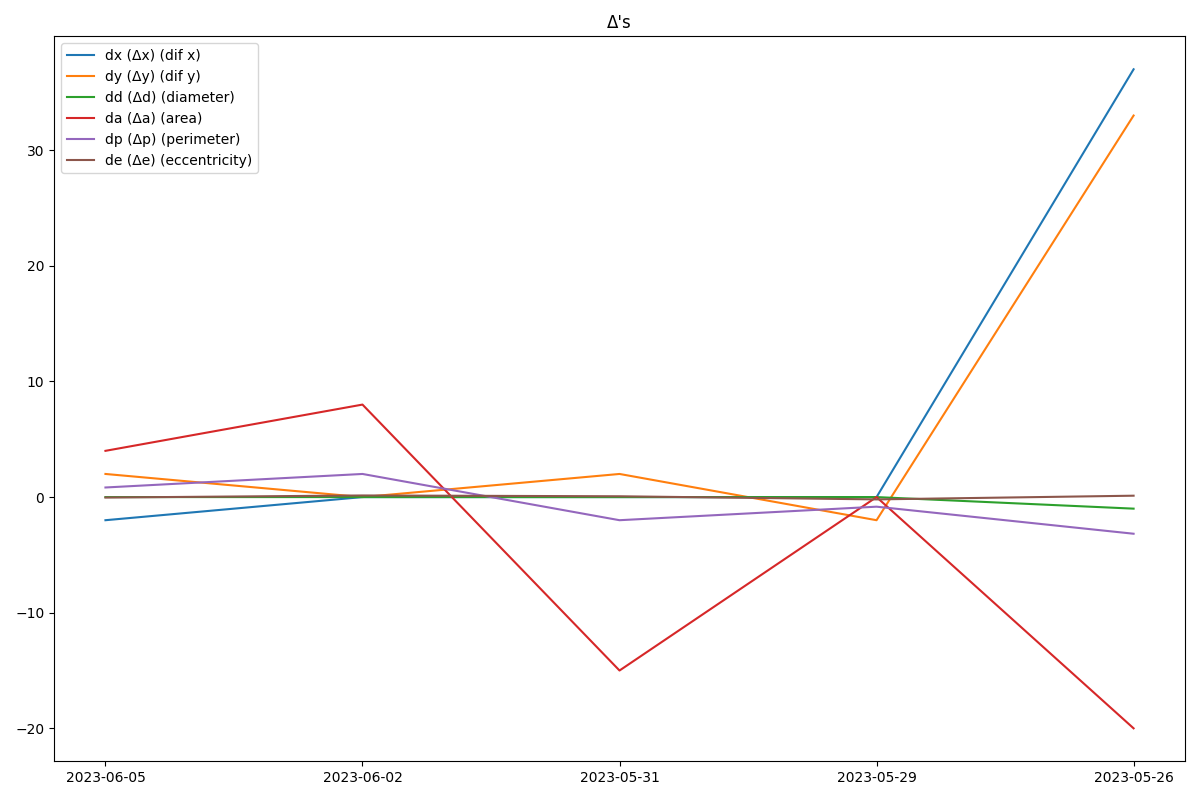 Δ's
dx (Δx) (dif x)
dy (Δy) (dif y)
dd (Δd) (diameter)
da (Δa) (area)
dp (Δp) (perimeter)
de (Δe) (eccentricity)
30
20
10
0
−10
−20
2023-06-05 2023-06-02 2023-05-31 2023-05-29 2023-05-26